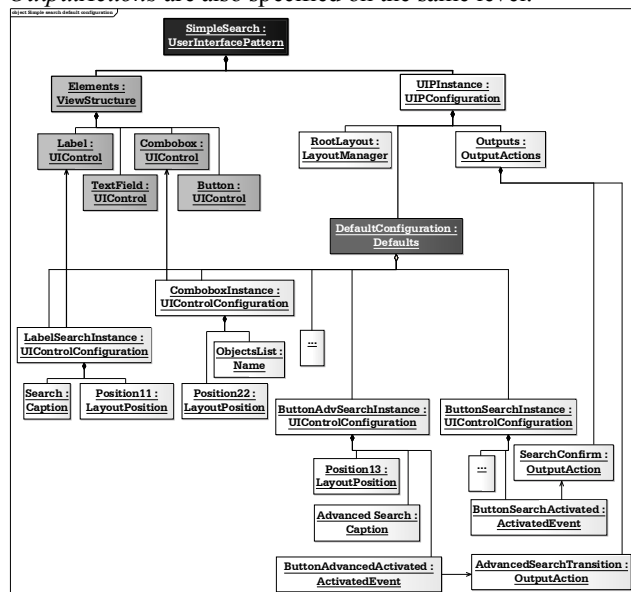 OutputActions are also specified on the same level.
object Simple search default configuration
SimpleSearch :
UserInterfacePattern
Elements :
ViewStructure
UIPInstance :
UIPConfiguration
Label :
UIControl
Combobox :
UIControl
RootLayout :
LayoutManager
Outputs :
OutputActions
TextField :
UIControl
Button :
UIControl
DefaultConfiguration :
Defaults
ComboboxInstance :
UIControlConfiguration
LabelSearchInstance :
UIControlConfiguration
ObjectsList :
Name
...
Search :
Caption
Position11 :
LayoutPosition
Position22 :
LayoutPosition
ButtonAdvSearchInstance :
UIControlConfiguration
ButtonSearchInstance :
UIControlConfiguration
Position13 :
LayoutPosition
...
SearchConfirm :
OutputAction
Advanced Search :
Caption
ButtonSearchActivated :
ActivatedEvent
ButtonAdvancedActivated :
ActivatedEvent
AdvancedSearchTransition :
OutputAction